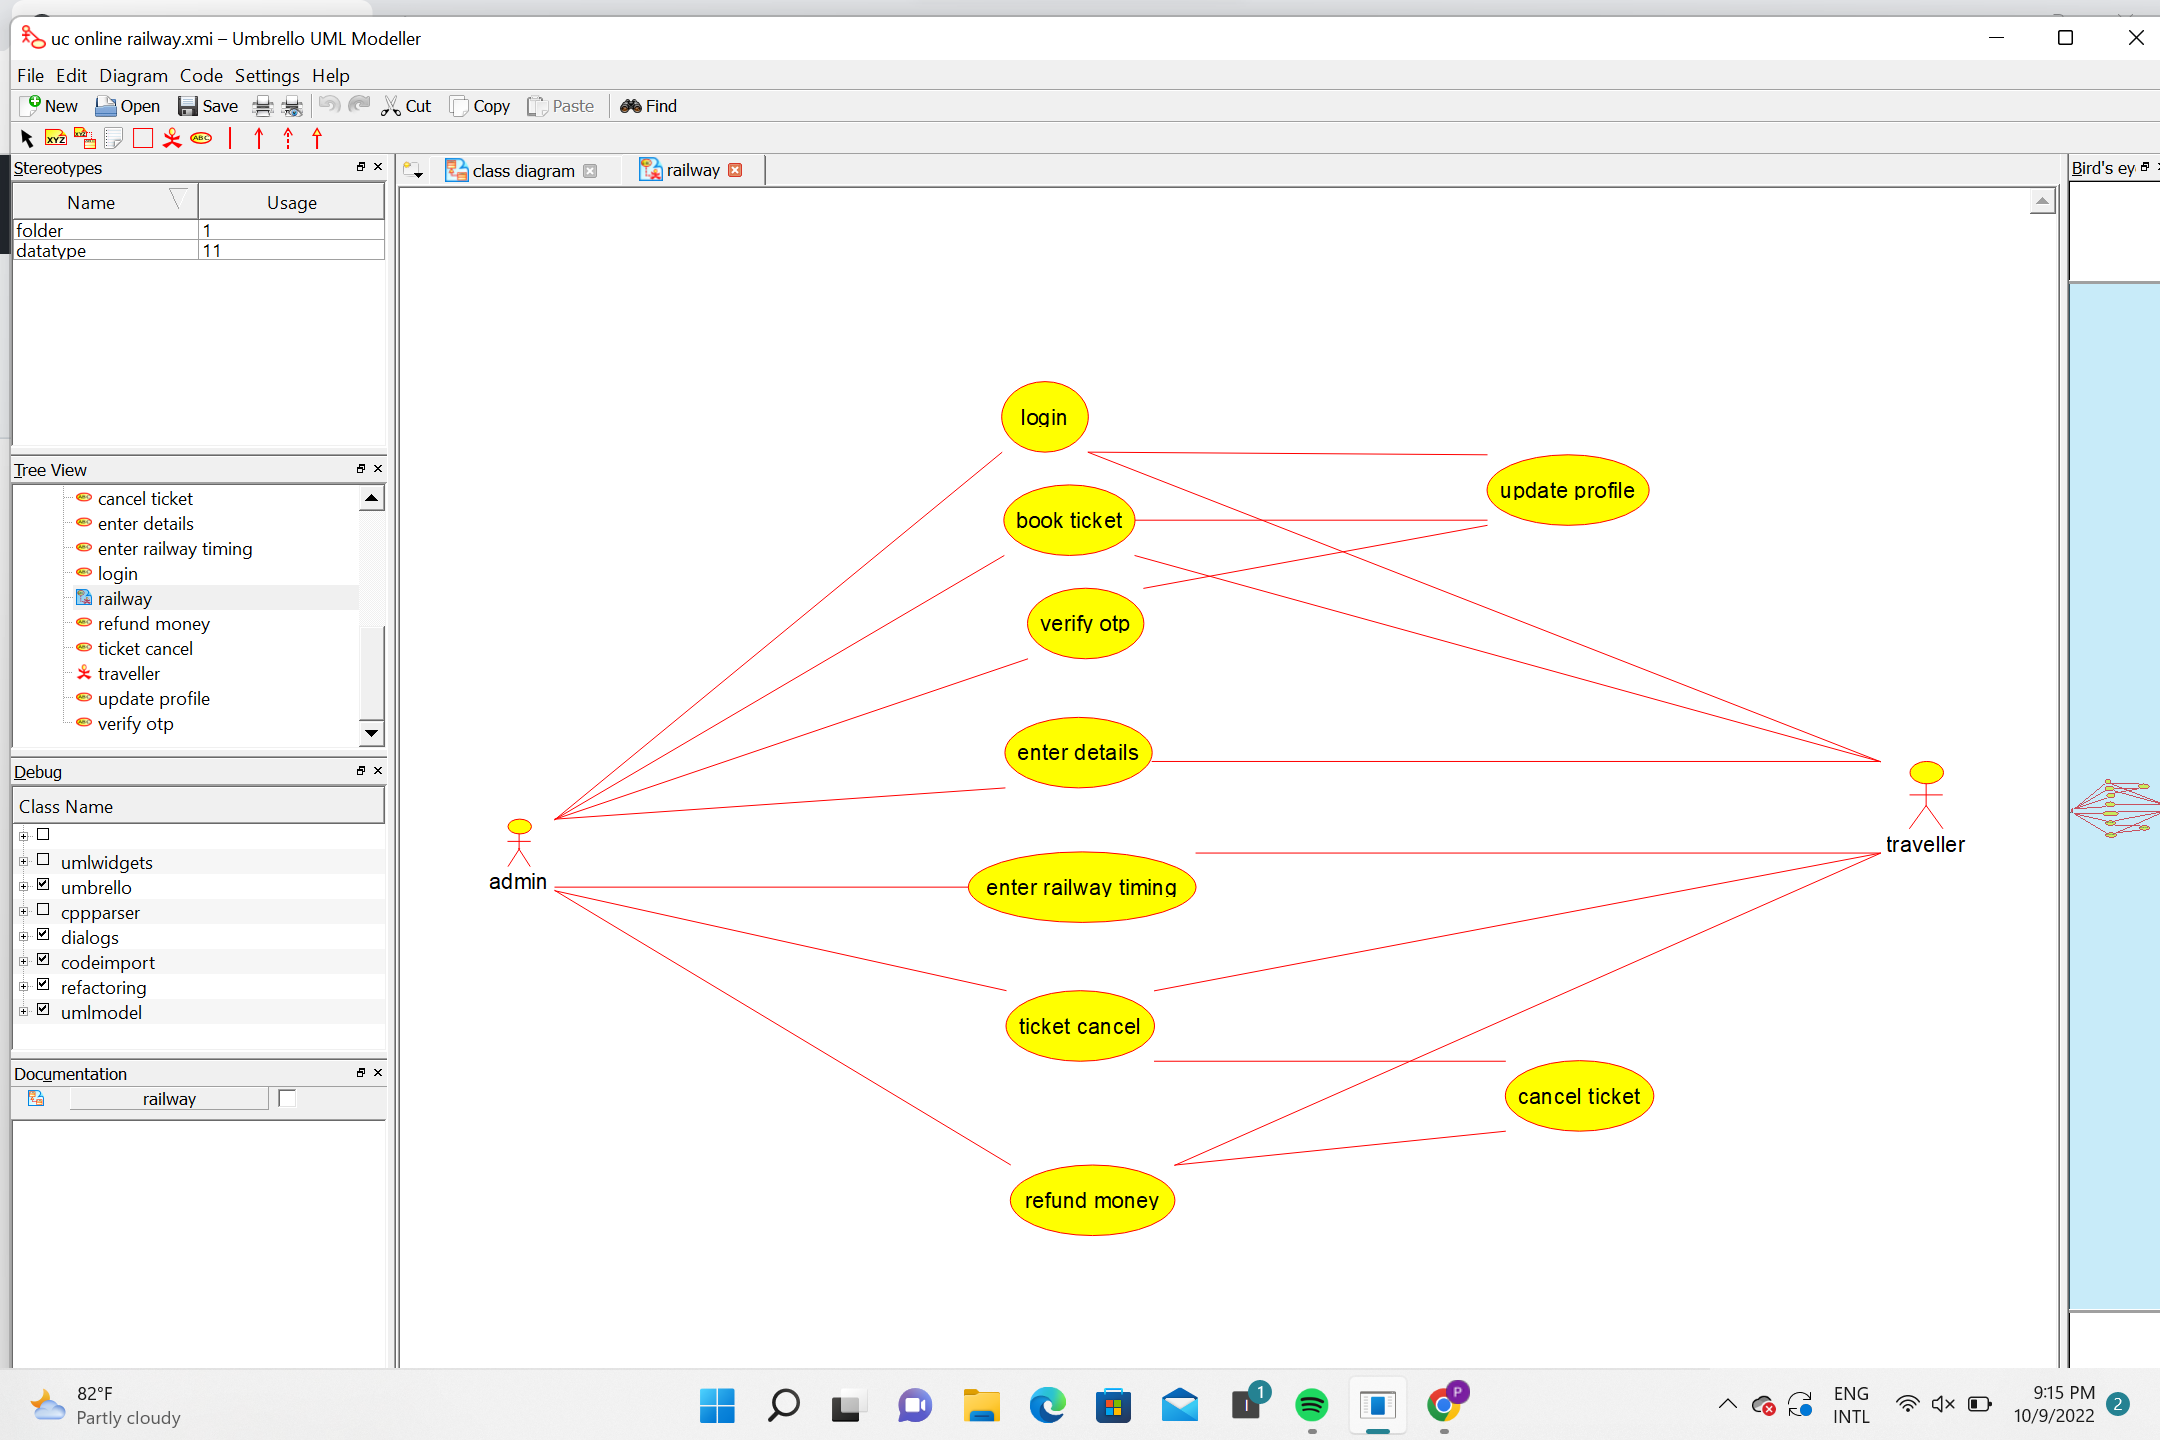 uc online railway.xmi – Umbrello UML Modeller
File Edit Diagram Code Settings Help
New Open Save Cut Copy Paste Find
XYZ XYZ ABC
Stereotypes
Name Usage
folder 1
datatype 11
Tree View
cancel ticket
enter details
enter railway timing
login
railway
refund money
ticket cancel
traveller
update profile
verify otp
Debug
Class Name
umlwidgets
umbrello
cppparser
dialogs
codeimport
refactoring
umlmodel
Documentation
railway
class diagram railway
login
update profile
book ticket
verify otp
enter details
admin
traveller
enter railway timing
ticket cancel
cancel ticket
refund money
Bird's ey
82°F
Partly cloudy
1
P
ENG
INTL
9:15 PM
10/9/2022
2